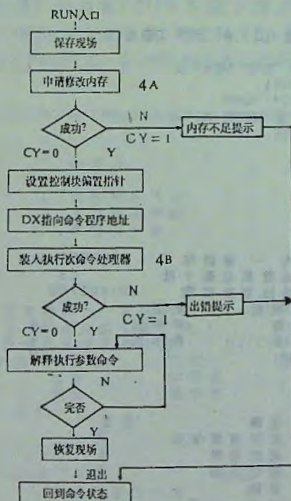 RUN入口
保存现场
申请修改内存 4A
成功? N
CY=1 内存不足提示
CY=0 Y
设置控制块偏置指针
DX指向命令程序地址
装入执行次命令处理器 4B
成功? N
CY=1 出错提示
CY=0 Y
解释执行参数命令
N
完否
Y
恢复现场
退出
回到命令状态